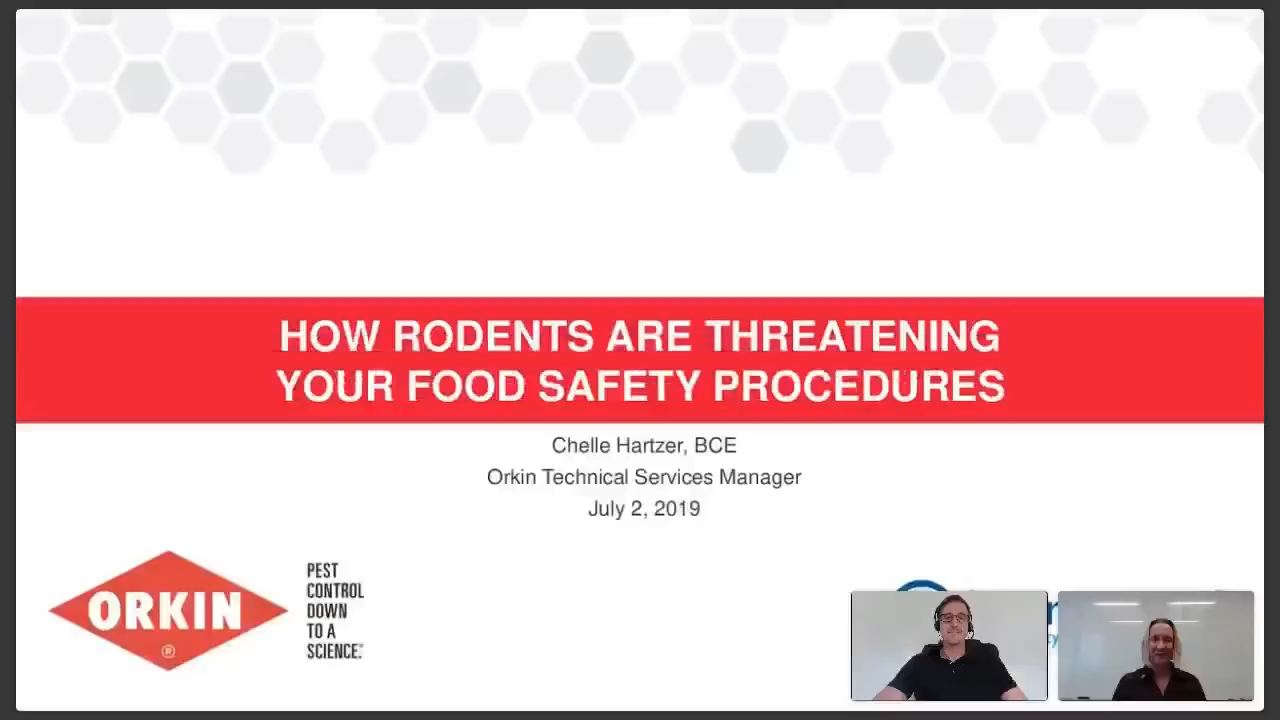 HOW RODENTS ARE THREATENING
YOUR FOOD SAFETY PROCEDURES
Chelle Hartzer, BCE
Orkin Technical Services Manager
July 2, 2019
ORKIN
®
PEST
CONTROL
DOWN
TO A
SCIENCE.